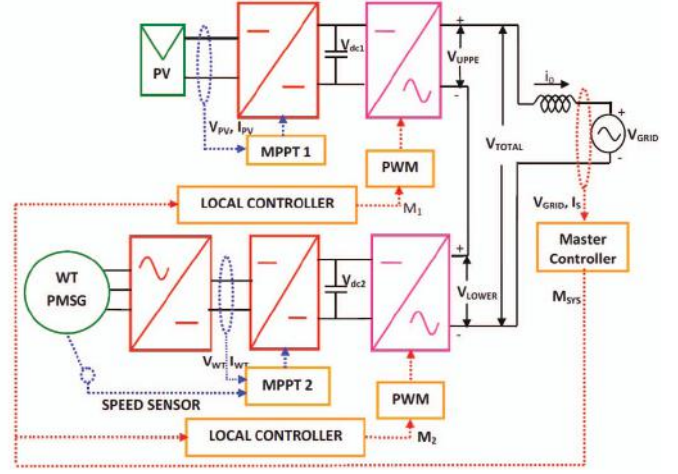 PV
V_PV, I_PV
MPPT 1
V_dc1
PWM
V_UPPE
+
-
V_TOTAL
i_o
+
V_GRID
-
LOCAL CONTROLLER
M_1
V_GRID, I_S
Master
Controller
M_SYS
WT
PMSG
V_dc2
+
V_LOWER
-
V_WT I_WT
MPPT 2
SPEED SENSOR
PWM
LOCAL CONTROLLER
M_2